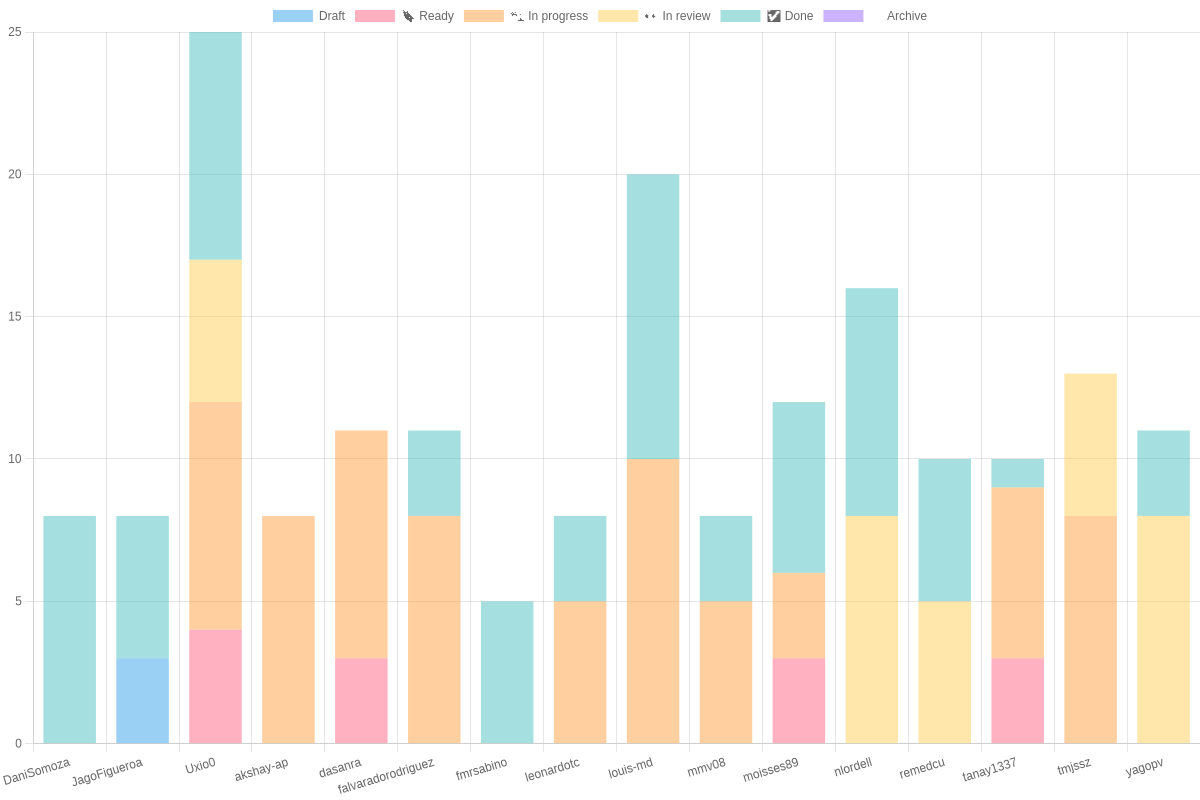 Draft 🔖 Ready 🏗 In progress 👀 In review ✅ Done Archive
25
20
15
10
5
0
DaniSomoza
JagoFigueroa
Uxio0
akshay-ap
dasanra
falvaradorodriguez
fmrsabino
leonardotc
louis-md
mmv08
moisses89
nlordell
remedcu
tanay1337
tmjssz
yagopv